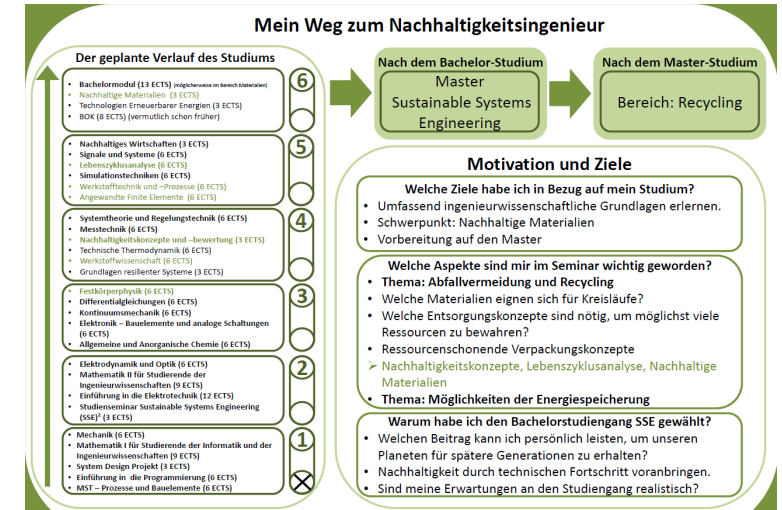 Mein Weg zum Nachhaltigkeitsingenieur
Der geplante Verlauf des Studiums
6
• Bachelormodul (13 ECTS) (möglicherweise im Bereich Materialien)
• Nachhaltige Materialien (3 ECTS)
• Technologien Erneuerbarer Energien (3 ECTS)
• BOK (8 ECTS) (vermutlich schon früher)
5
• Nachhaltiges Wirtschaften (3 ECTS)
• Signale und Systeme (6 ECTS)
• Lebenszyklusanalyse (6 ECTS)
• Simulationstechniken (6 ECTS)
• Werkstofttechnik und –Prozesse (6 ECTS)
• Angewandte Finite Elemente (6 ECTS)
4
• Systemtheorie und Regelungstechnik (6 ECTS)
• Messtechnik (6 ECTS)
• Nachhaltigkeitskonzepte und –bewertung (3 ECTS)
• Technische Thermodynamik (6 ECTS)
• Werkstoffwissenschaft (6 ECTS)
• Grundlagen resilienter Systeme (3 ECTS)
3
• Festkörperphysik (6 ECTS)
• Differentialgleichungen (6 ECTS)
• Kontinuumsmechanik (6 ECTS)
• Elektronik – Bauelemente und analoge Schaltungen
(6 ECTS)
• Allgemeine und Anorganische Chemie (6 ECTS)
2
• Elektrodynamik und Optik (6 ECTS)
• Mathematik II für Studierende der
Ingenieurwissenschaften (9 ECTS)
• Einführung in die Elektrotechnik (12 ECTS)
• Studienseminar Sustainable Systems Engineering
(SSE)² (3 ECTS)
1
• Mechanik (6 ECTS)
• Mathematik I für Studierende der Informatik und der
Ingenieurwissenschaften (9 ECTS)
• System Design Projekt (3 ECTS)
• Einführung in die Programmierung (6 ECTS)
• MST – Prozesse und Bauelemente (6 ECTS)
Nach dem Bachelor-Studium
Master
Sustainable Systems
Engineering
Nach dem Master-Studium
Bereich: Recycling
Motivation und Ziele
Welche Ziele habe ich in Bezug auf mein Studium?
• Umfassend ingenieurwissenschaftliche Grundlagen erlernen.
• Schwerpunkt: Nachhaltige Materialien
• Vorbereitung auf den Master
Welche Aspekte sind mir im Seminar wichtig geworden?
• Thema: Abfallvermeidung und Recycling
• Welche Materialien eignen sich für Kreisläufe?
• Welche Entsorgungskonzepte sind nötig, um möglichst viele
Ressourcen zu bewahren?
• Ressourcenschonende Verpackungskonzepte
➢ Nachhaltigkeitskonzepte, Lebenszyklusanalyse, Nachhaltige
Materialien
• Thema: Möglichkeiten der Energiespeicherung
Warum habe ich den Bachelorstudiengang SSE gewählt?
• Welchen Beitrag kann ich persönlich leisten, um unseren
Planeten für spätere Generationen zu erhalten?
• Nachhaltigkeit durch technischen Fortschritt voranbringen.
• Sind meine Erwartungen an den Studiengang realistisch?